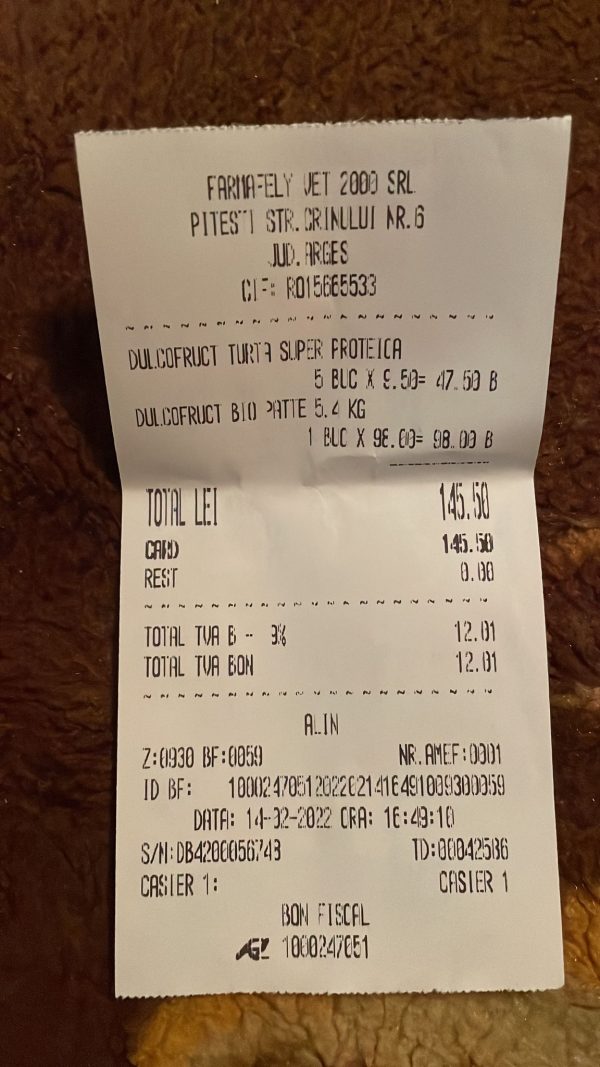 FARMAFELY VET 2000 SRL
PITESTI STR.CRINULUI NR.6
JUD.ARGES
CIF: RO15665533
DULCOFRUCT TURTA SUPER PROTEICA
5 BUC X 9.50= 47.50 B
DULCOFRUCT BIO PATTE 5.4 KG
1 BUC X 98.00= 98.00 B
TOTAL LEI 145.50
CARD 145.50
REST 0.00
TOTAL TVA B - 9% 12.01
TOTAL TVA BON 12.01
ALIN
Z:0930 BF:0059 NR.AMEF:0001
ID BF: 1000247051202202141649100930059
DATA: 14-02-2022 ORA: 16:49:10
S/N:DB4200056748 TD:00042586
CASIER 1: CASIER 1
BON FISCAL
1000247051